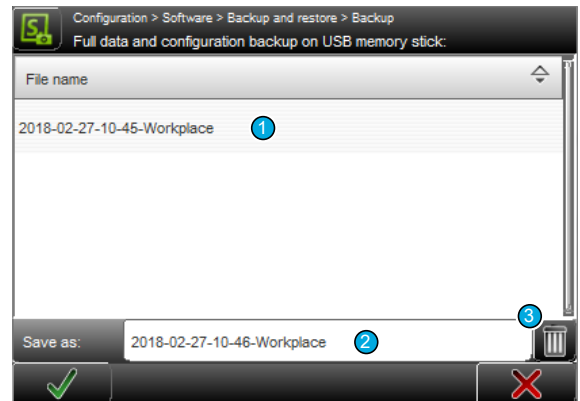 Configuration > Software > Backup and restore > Backup
Full data and configuration backup on USB memory stick:
File name
2018-02-27-10-45-Workplace 1
3
Save as: 2018-02-27-10-46-Workplace 2